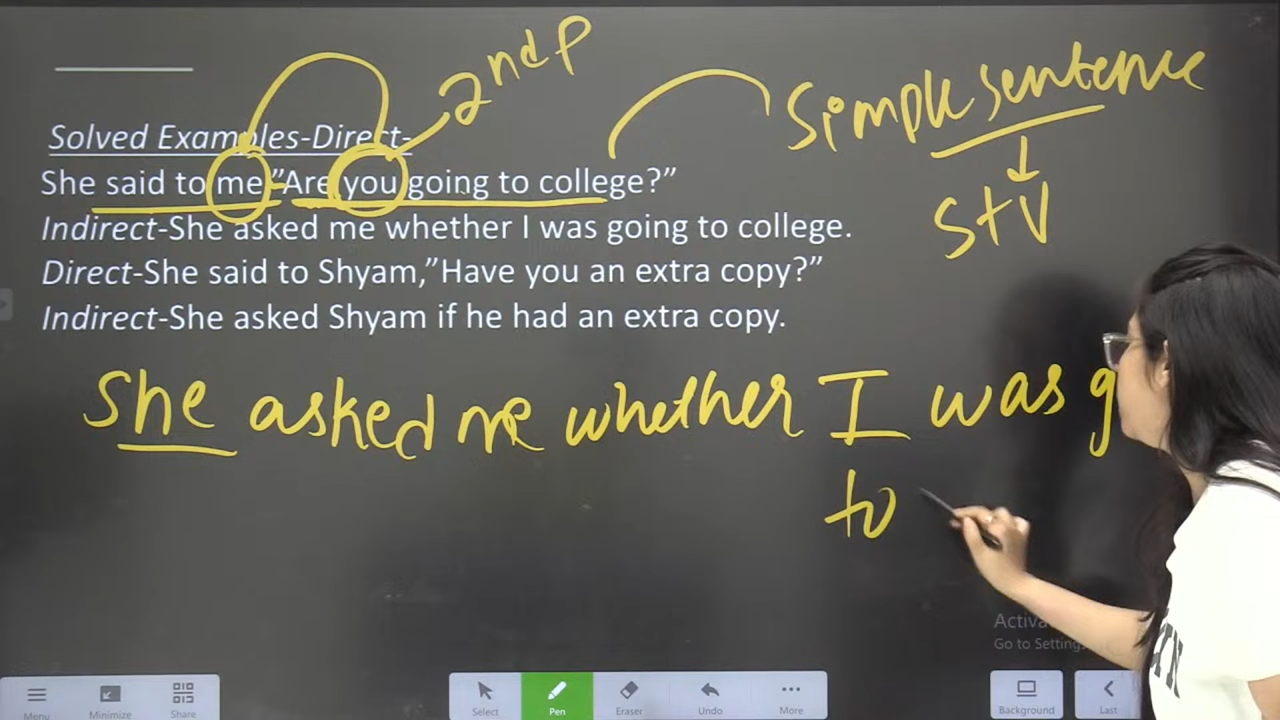 2nd P
Simple sentence
S+V
Solved Examples-Direct-
She said to me-"Are you going to college?”
Indirect-She asked me whether I was going to college.
Direct-She said to Shyam,”Have you an extra copy?”
Indirect-She asked Shyam if he had an extra copy.
She asked me whether I was g
to
Activa
Go to Settings
Menu
Minimize
Share
Select
Pen
Eraser
Undo
More
Background
Last